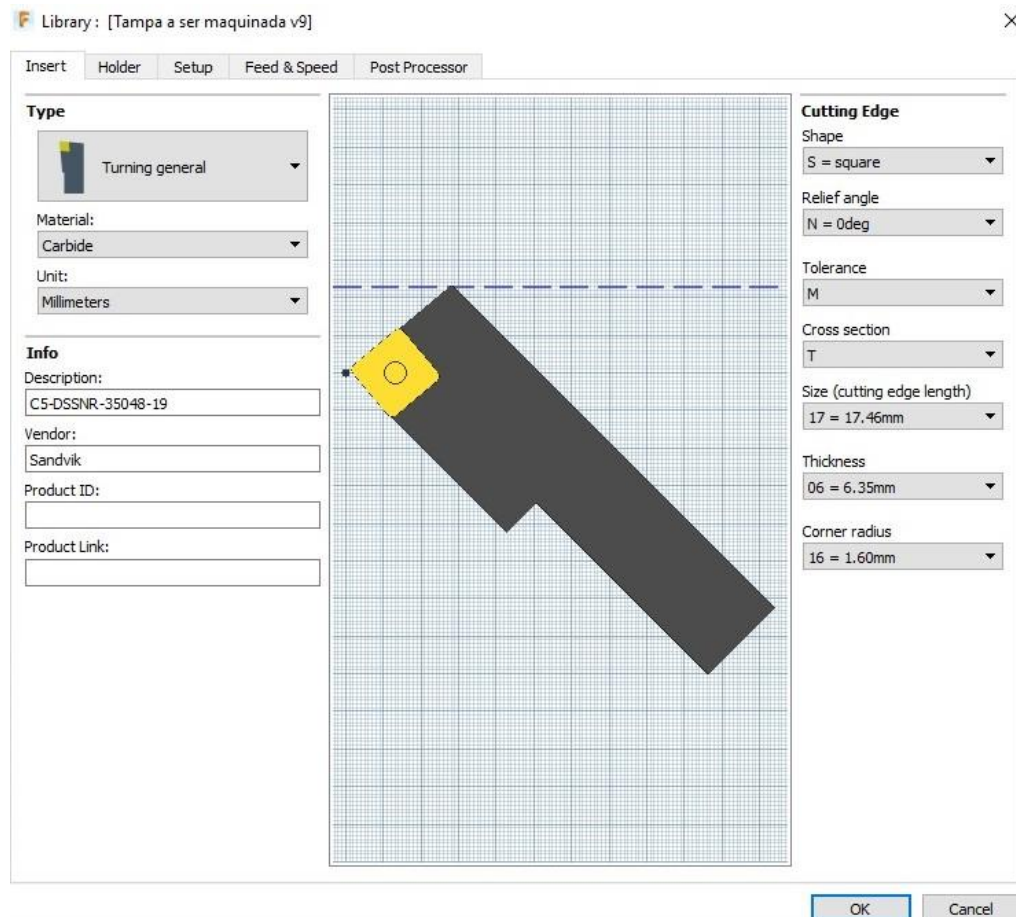 Library : [Tampa a ser maquinada v9]
Insert Holder Setup Feed & Speed Post Processor
Type
Turning general
Material:
Carbide
Unit:
Millimeters
Info
Description:
C5-DSSNR-35048-19
Vendor:
Sandvik
Product ID:
Product Link:
Cutting Edge
Shape
S = square
Relief angle
N = 0deg
Tolerance
M
Cross section
T
Size (cutting edge length)
17 = 17.46mm
Thickness
06 = 6.35mm
Corner radius
16 = 1.60mm
OK Cancel